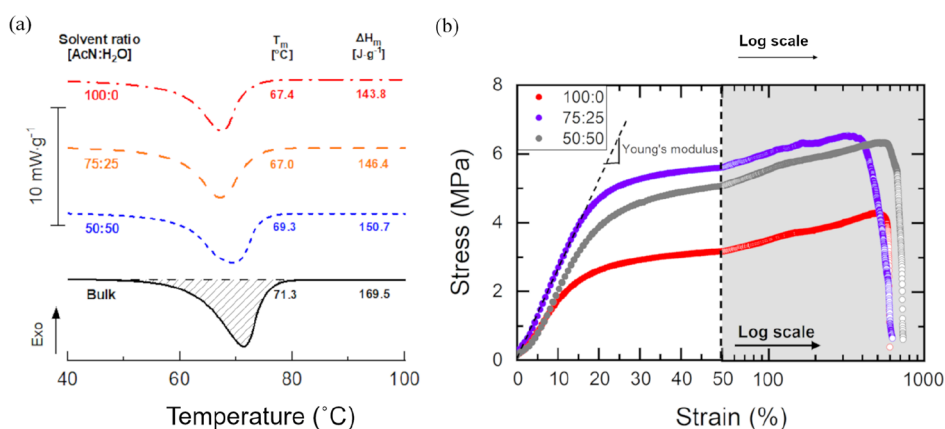 (a)
Solvent ratio
[AcN:H₂O]
Tm
[°C]
ΔHm
[J·g⁻¹]
100:0
67.4
143.8
75:25
67.0
146.4
50:50
69.3
150.7
Bulk
71.3
169.5
10 mW·g⁻¹
Exo
40
60
80
100
Temperature (˚C)
(b)
Log scale
100:0
75:25
50:50
Young's modulus
Log scale
8
6
4
2
0
Stress (MPa)
0
10
20
30
40
50
50
100
1000
Strain (%)